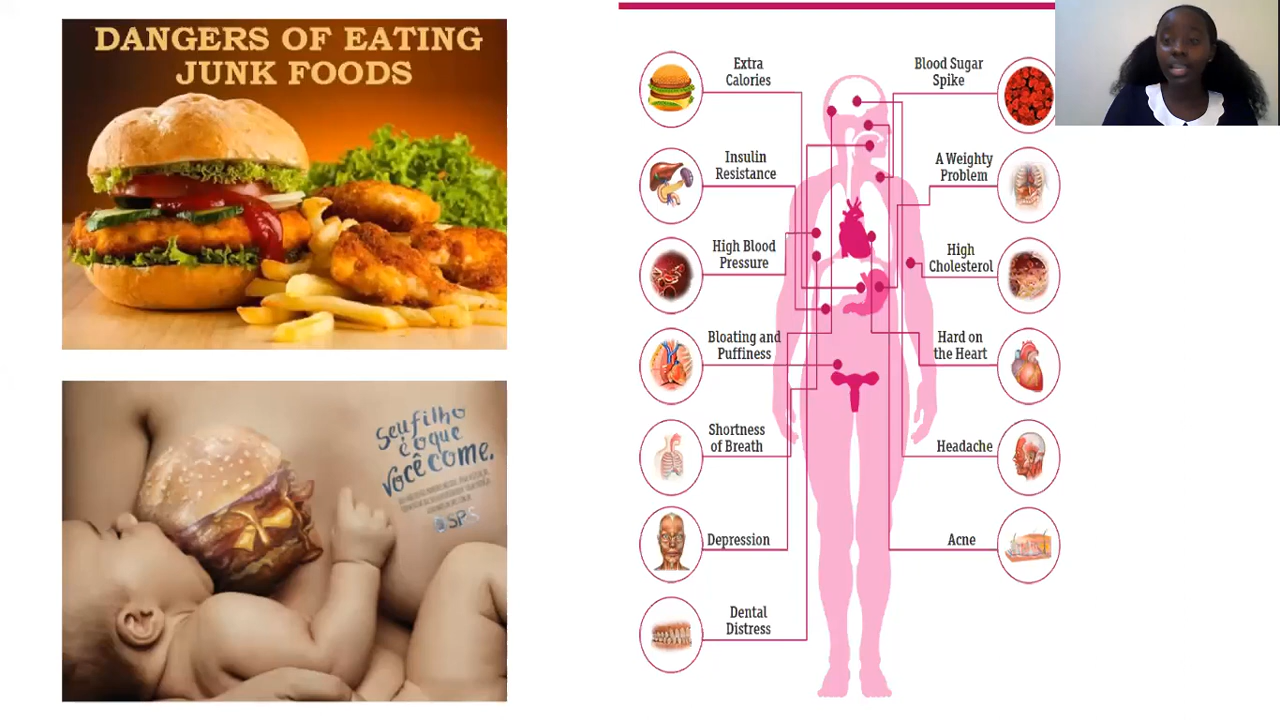 DANGERS OF EATING
JUNK FOODS
Seu filho
é o que
você come.
SPS
Extra
Calories
Insulin
Resistance
High Blood
Pressure
Bloating and
Puffiness
Shortness
of Breath
Depression
Dental
Distress
Blood Sugar
Spike
A Weighty
Problem
High
Cholesterol
Hard on
the Heart
Headache
Acne